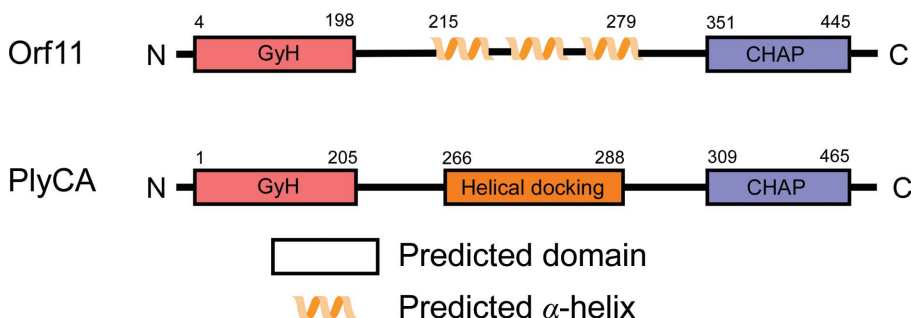 4 198 215 279 351 445
Orf11 N GyH CHAP C
1 205 266 288 309 465
PlyCA N GyH Helical docking CHAP C
Predicted domain
Predicted α-helix